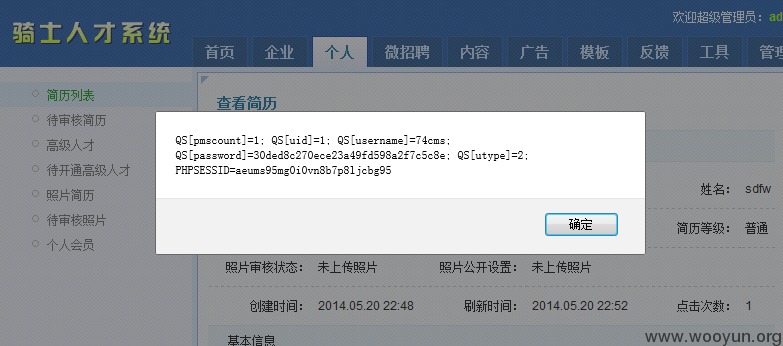 骑士人才系统
欢迎超级管理员：ad
首页 企业 个人 微招聘 内容 广告 模板 反馈 工具 管理
简历列表
待审核简历
高级人才
待开通高级人才
照片简历
待审核照片
个人会员
查看简历
QS[pmscount]=1; QS[uid]=1; QS[username]=74cms;
QS[password]=30ded8c270ece23a49fd598a2f7c5c8e; QS[utype]=2;
PHPSESSID=aeums95mg0i0vn8b7p8ljcbg95
确定
姓名： sdfw
简历等级： 普通
照片审核状态： 未上传照片 照片公开设置： 未上传照片
创建时间： 2014.05.20 22:48 刷新时间： 2014.05.20 22:52 点击次数： 1
基本信息
www.wooyun.org